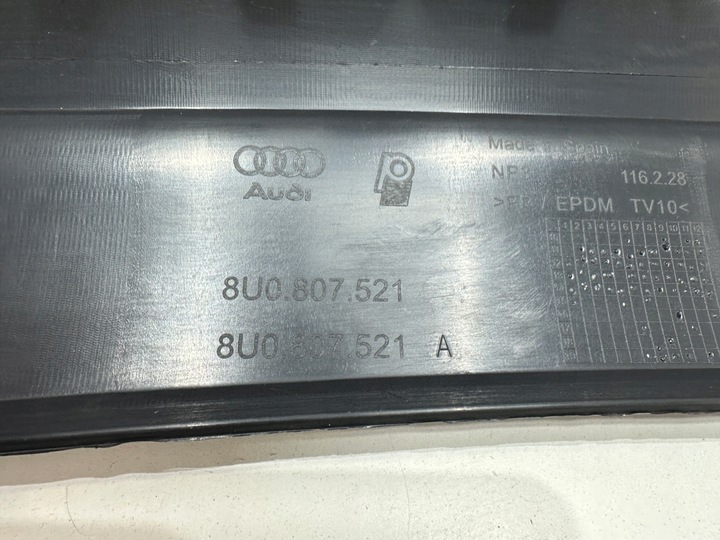 Made in Spain
116.2.28
EPDM TV10<
Audi
8U0.807.521
8U0.807.521 A